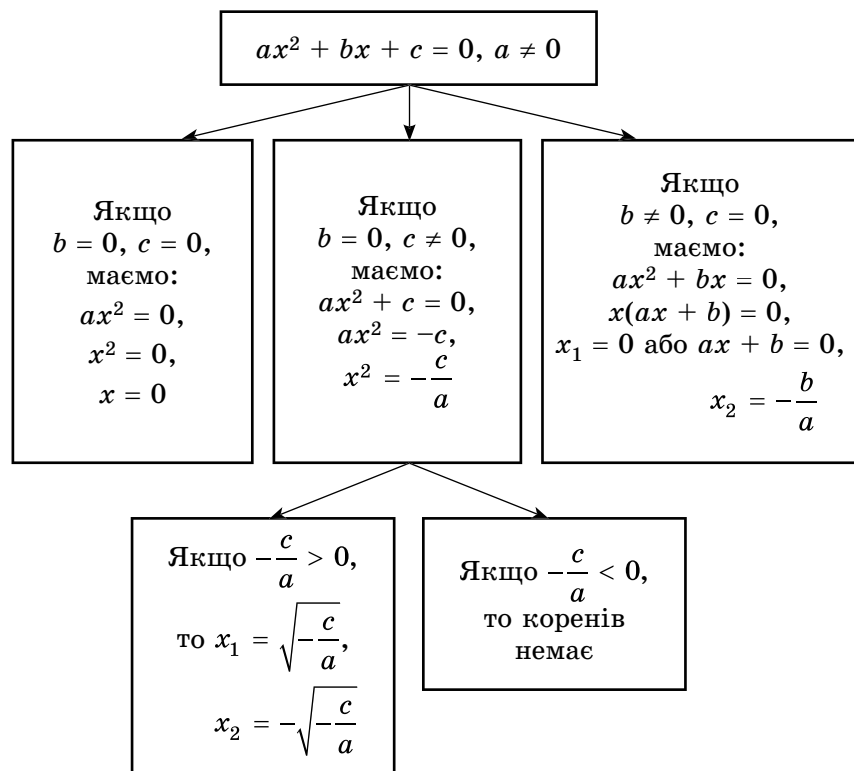 ax² + bx + c = 0, a ≠ 0
Якщо
b = 0, c = 0,
маємо:
ax² = 0,
x² = 0,
x = 0
Якщо
b = 0, c ≠ 0,
маємо:
ax² + c = 0,
ax² = –c,
x² = –c/a
Якщо
b ≠ 0, c = 0,
маємо:
ax² + bx = 0,
x(ax + b) = 0,
x₁ = 0 або ax + b = 0,
x₂ = –b/a
Якщо –c/a > 0,
то x₁ = √(–c/a),
x₂ = –√(–c/a)
Якщо –c/a < 0,
то коренів
немає